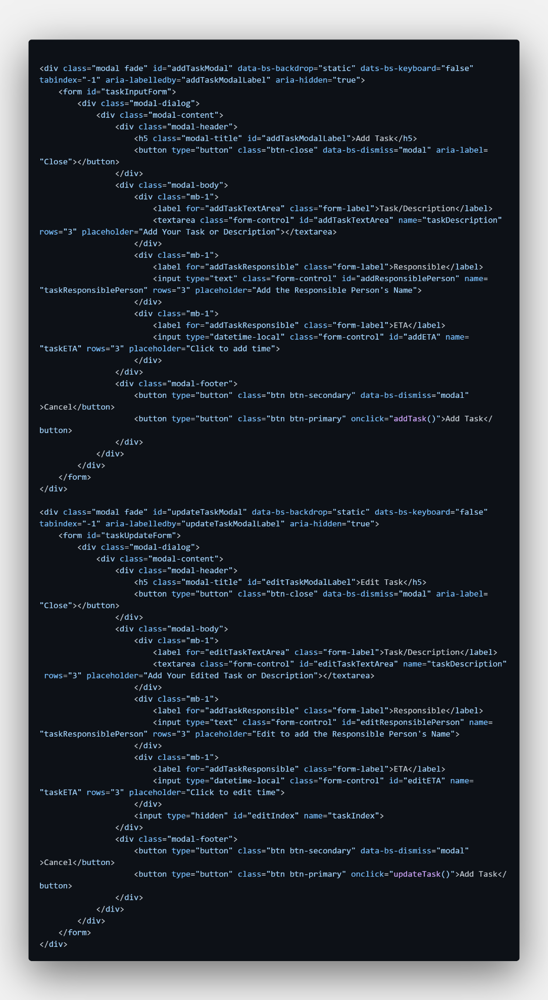 <div class="modal fade" id="addTaskModal" data-bs-backdrop="static" dats-bs-keyboard="false"
tabindex="-1" aria-labelledby="addTaskModalLabel" aria-hidden="true">
    <form id="taskInputForm">
        <div class="modal-dialog">
            <div class="modal-content">
                <div class="modal-header">
                    <h5 class="modal-title" id="addTaskModalLabel">Add Task</h5>
                    <button type="button" class="btn-close" data-bs-dismiss="modal" aria-label=
"Close"></button>
                </div>
                <div class="modal-body">
                    <div class="mb-1">
                        <label for="addTaskTextArea" class="form-label">Task/Description</label>
                        <textarea class="form-control" id="addTaskTextArea" name="taskDescription"
rows="3" placeholder="Add Your Task or Description"></textarea>
                    </div>
                    <div class="mb-1">
                        <label for="addTaskResponsible" class="form-label">Responsible</label>
                        <input type="text" class="form-control" id="addResponsiblePerson" name=
"taskResponsiblePerson" rows="3" placeholder="Add the Responsible Person's Name">
                    </div>
                    <div class="mb-1">
                        <label for="addTaskResponsible" class="form-label">ETA</label>
                        <input type="datetime-local" class="form-control" id="addETA" name=
"taskETA" rows="3" placeholder="Click to add time">
                    </div>
                </div>
                <div class="modal-footer">
                    <button type="button" class="btn btn-secondary" data-bs-dismiss="modal"
>Cancel</button>
                    <button type="button" class="btn btn-primary" onclick="addTask()">Add Task</
button>
                </div>
            </div>
        </div>
    </form>
</div>

<div class="modal fade" id="updateTaskModal" data-bs-backdrop="static" dats-bs-keyboard="false"
tabindex="-1" aria-labelledby="updateTaskModalLabel" aria-hidden="true">
    <form id="taskUpdateForm">
        <div class="modal-dialog">
            <div class="modal-content">
                <div class="modal-header">
                    <h5 class="modal-title" id="editTaskModalLabel">Edit Task</h5>
                    <button type="button" class="btn-close" data-bs-dismiss="modal" aria-label=
"Close"></button>
                </div>
                <div class="modal-body">
                    <div class="mb-1">
                        <label for="editTaskTextArea" class="form-label">Task/Description</label>
                        <textarea class="form-control" id="editTaskTextArea" name="taskDescription"
 rows="3" placeholder="Add Your Edited Task or Description"></textarea>
                    </div>
                    <div class="mb-1">
                        <label for="addTaskResponsible" class="form-label">Responsible</label>
                        <input type="text" class="form-control" id="editResponsiblePerson" name=
"taskResponsiblePerson" rows="3" placeholder="Edit to add the Responsible Person's Name">
                    </div>
                    <div class="mb-1">
                        <label for="addTaskResponsible" class="form-label">ETA</label>
                        <input type="datetime-local" class="form-control" id="editETA" name=
"taskETA" rows="3" placeholder="Click to edit time">
                    </div>
                    <input type="hidden" id="editIndex" name="taskIndex">
                </div>
                <div class="modal-footer">
                    <button type="button" class="btn btn-secondary" data-bs-dismiss="modal"
>Cancel</button>
                    <button type="button" class="btn btn-primary" onclick="updateTask()">Add Task</
button>
                </div>
            </div>
        </div>
    </form>
</div>